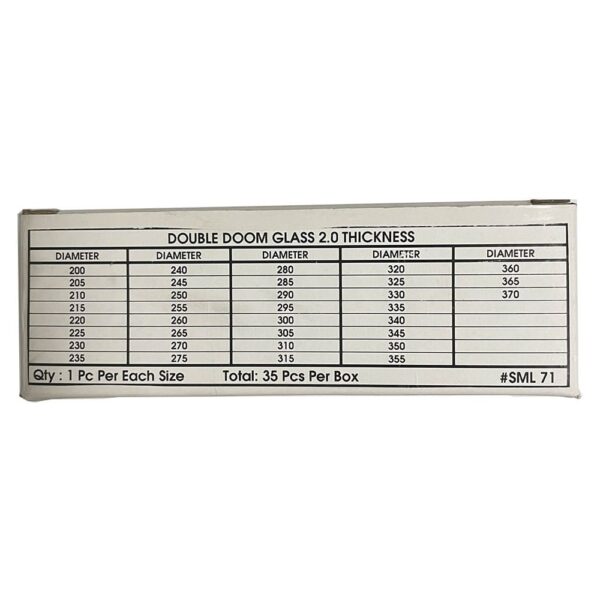 DOUBLE DOOM GLASS 2.0 THICKNESS
DIAMETER DIAMETER DIAMETER DIAMETER DIAMETER
200 240 280 320 360
205 245 285 325 365
210 250 290 330 370
215 255 295 335
220 260 300 340
225 265 305 345
230 270 310 350
235 275 315 355
Qty : 1 Pc Per Each Size Total: 35 Pcs Per Box #SML 71